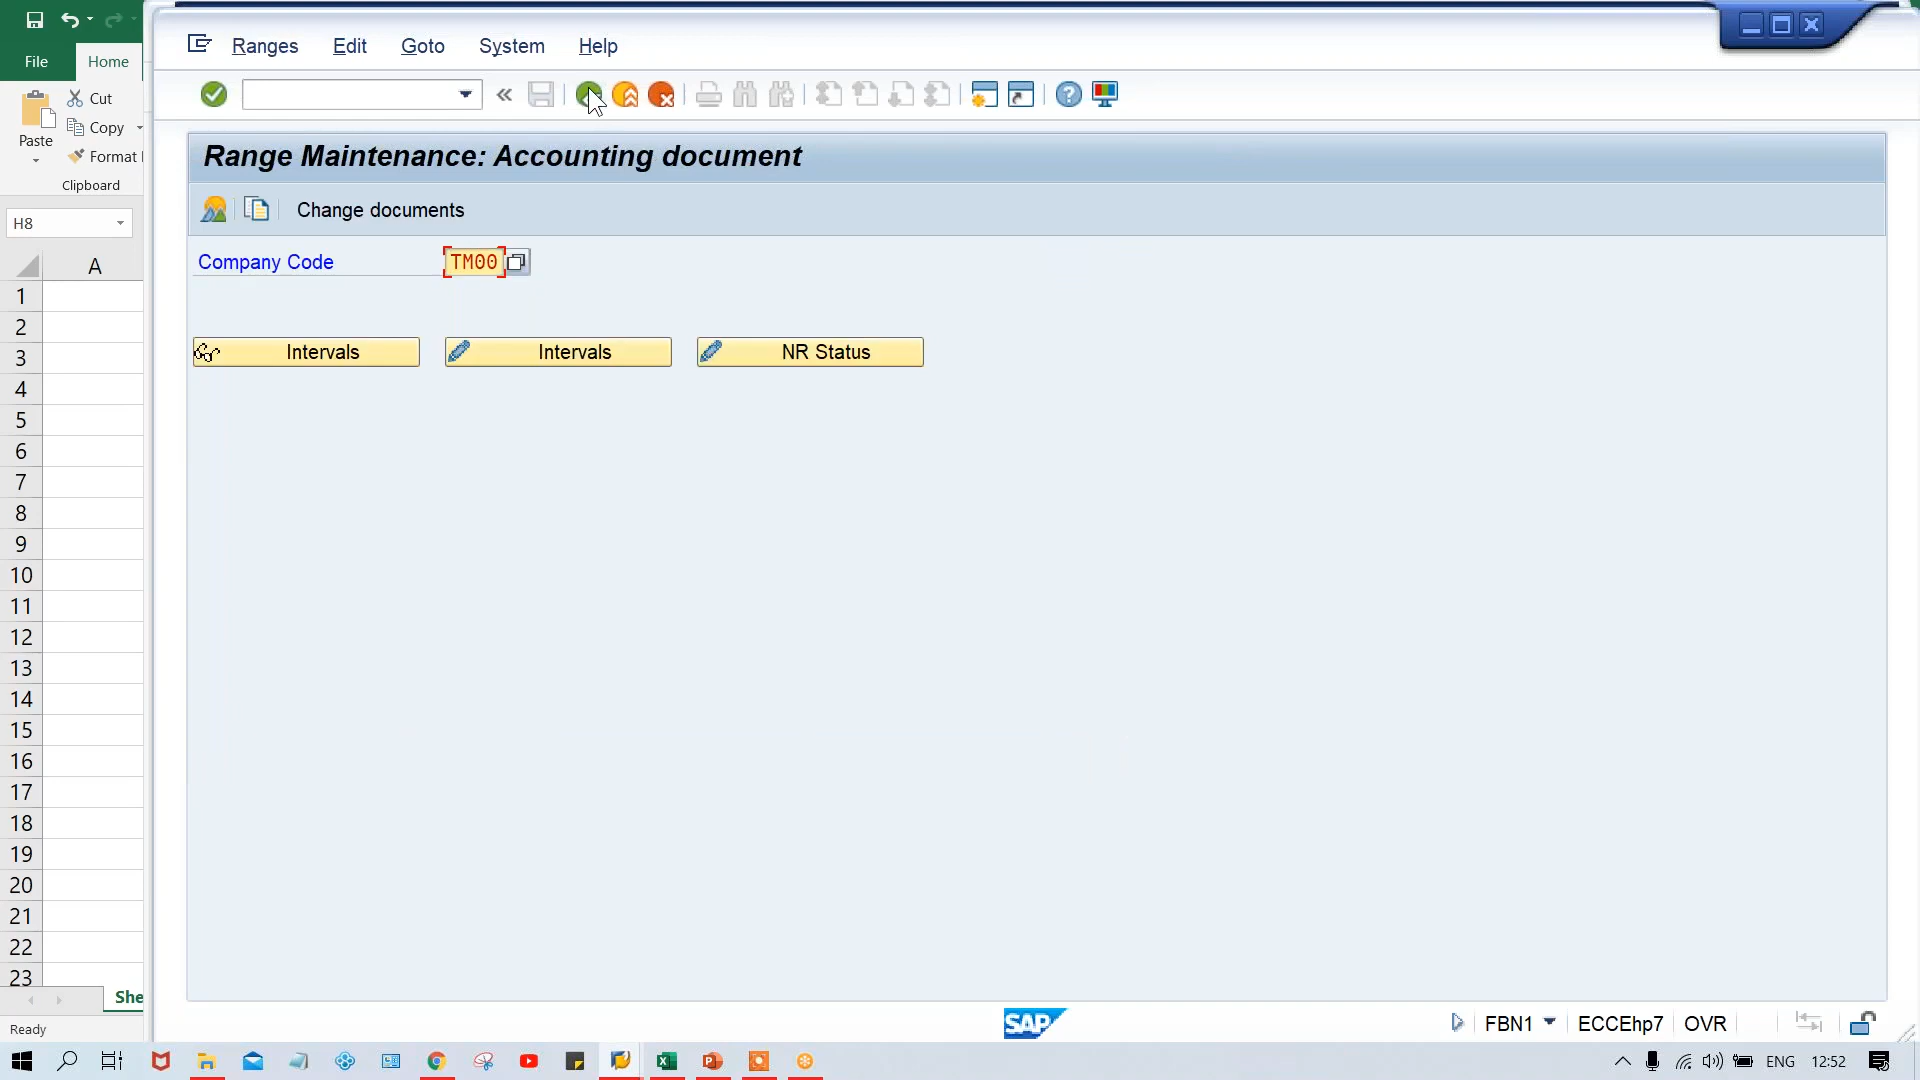 Ranges Edit Goto System Help
File Home
Cut
Copy
Paste
Format
Clipboard
Range Maintenance: Accounting document
Change documents
H8
Company Code TM00
A
Intervals Intervals NR Status
1
2
3
4
5
6
7
8
9
10
11
12
13
14
15
16
17
18
19
20
21
22
23
She
Ready
SAP
FBN1 ECCEhp7 OVR
ENG 12:52